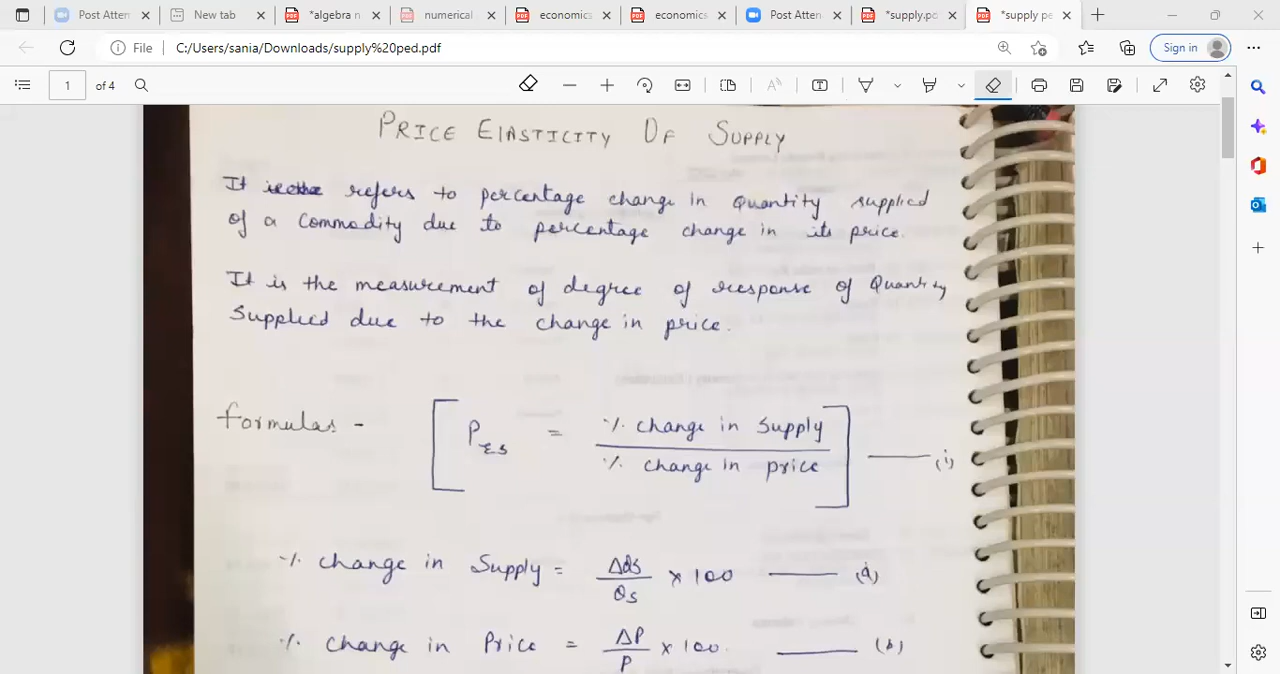 Post Atten
New tab
*algebra n
numerical
economics
economics
Post Atten
*supply.pd
*supply pe
File
C:/Users/sania/Downloads/supply%20ped.pdf
Sign in
1 of 4
PRICE ElASTICITY OF SUPPLY
It refers to percentage change in Quantity supplied
of a commodity due to percentage change in its price.
It is the measurement of degree of response of Quantity
Supplied due to the change in price.
formulas - [ PES = % change in Supply / % change in price ] —— (i)
% change in Supply = Δds / Qs × 100 —— (a)
% change in Price = ΔP / P × 100. —— (b)